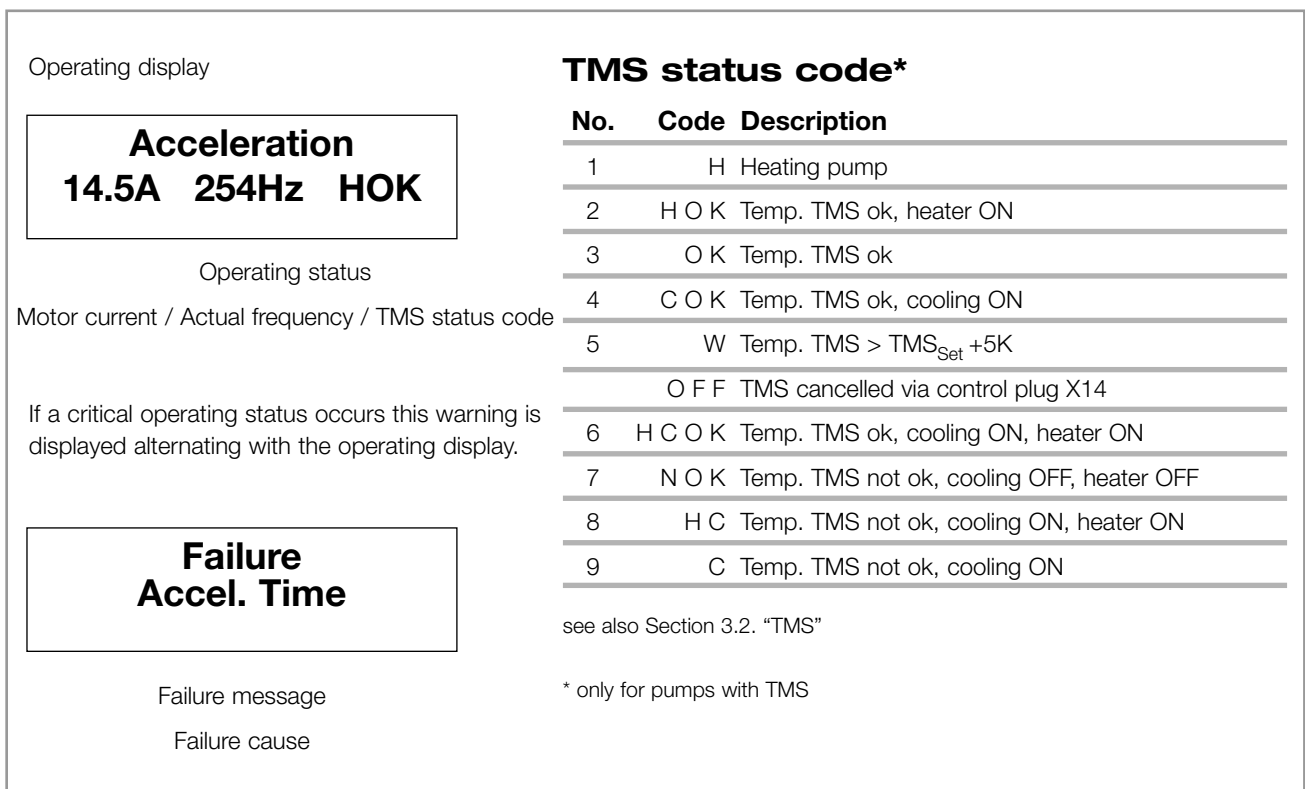 Operating display
Acceleration
14.5A 254Hz HOK
Operating status
Motor current / Actual frequency / TMS status code
If a critical operating status occurs this warning is
displayed alternating with the operating display.
Failure
Accel. Time
Failure message
Failure cause
TMS status code*
No. Code Description
1 H Heating pump
2 H O K Temp. TMS ok, heater ON
3 O K Temp. TMS ok
4 C O K Temp. TMS ok, cooling ON
5 W Temp. TMS > TMSSet +5K
O F F TMS cancelled via control plug X14
6 H C O K Temp. TMS ok, cooling ON, heater ON
7 N O K Temp. TMS not ok, cooling OFF, heater OFF
8 H C Temp. TMS not ok, cooling ON, heater ON
9 C Temp. TMS not ok, cooling ON
see also Section 3.2. “TMS”
* only for pumps with TMS